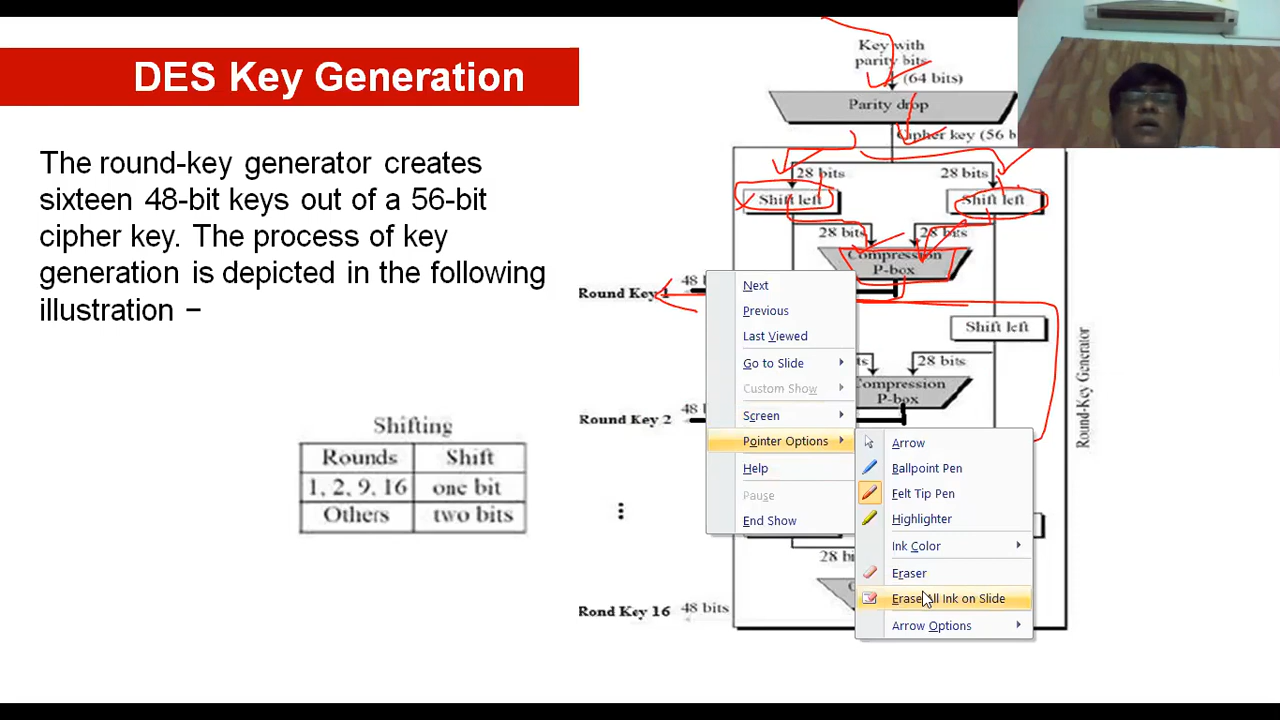 DES Key Generation
The round-key generator creates
sixteen 48-bit keys out of a 56-bit
cipher key. The process of key
generation is depicted in the following
illustration −
Shifting
Rounds Shift
1, 2, 9, 16 one bit
Others two bits
Key with
parity bits
(64 bits)
Parity drop
Cipher key (56 b
28 bits 28 bits
Shift left Shift left
28 bits 28 bits
Compression
P-box
48 b
Round Key 1
Shift left
28 bits
Compression
P-box
48 b
Round Key 2
28 b
Rond Key 16 48 bits
Round-Key Generator
Next
Previous
Last Viewed
Go to Slide
Custom Show
Screen
Pointer Options
Help
Pause
End Show
Arrow
Ballpoint Pen
Felt Tip Pen
Highlighter
Ink Color
Eraser
Erase All Ink on Slide
Arrow Options